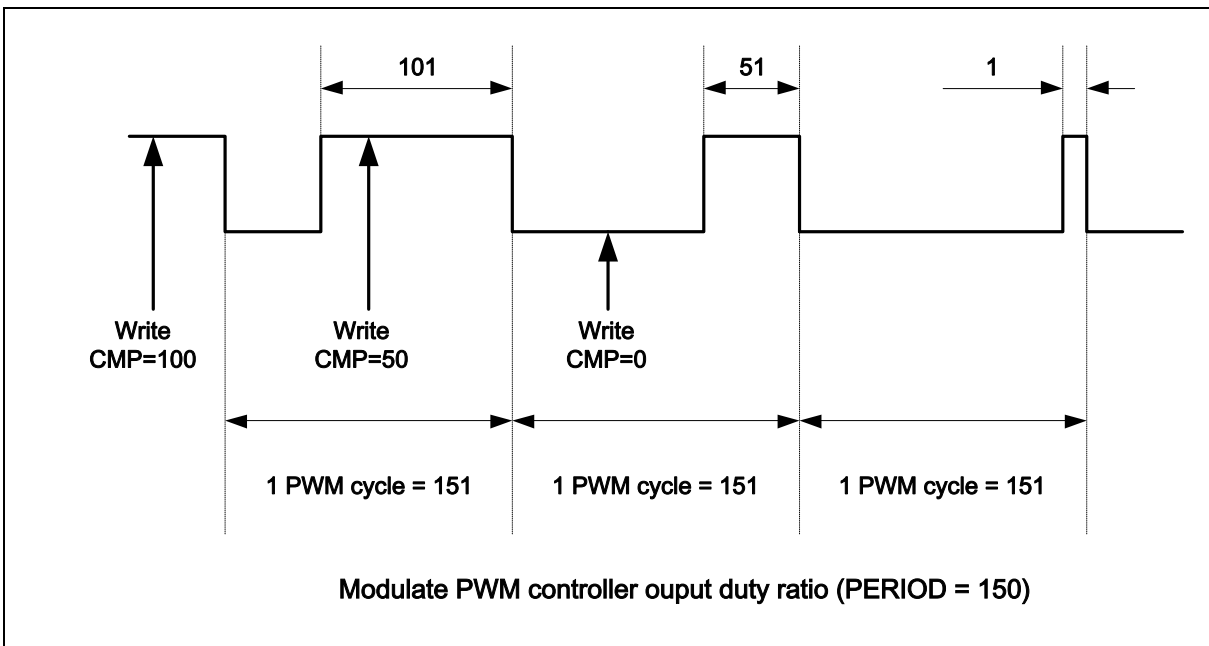 101
51
1
Write
CMP=100
Write
CMP=50
Write
CMP=0
1 PWM cycle = 151
1 PWM cycle = 151
1 PWM cycle = 151
Modulate PWM controller ouput duty ratio (PERIOD = 150)